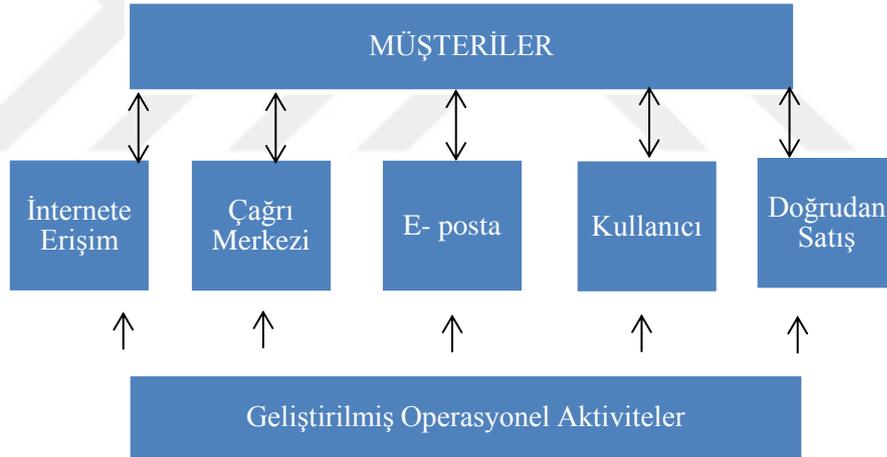 MÜŞTERİLER
İnternete
Erişim
Çağrı
Merkezi
E- posta
Kullanıcı
Doğrudan
Satış
Geliştirilmiş Operasyonel Aktiviteler